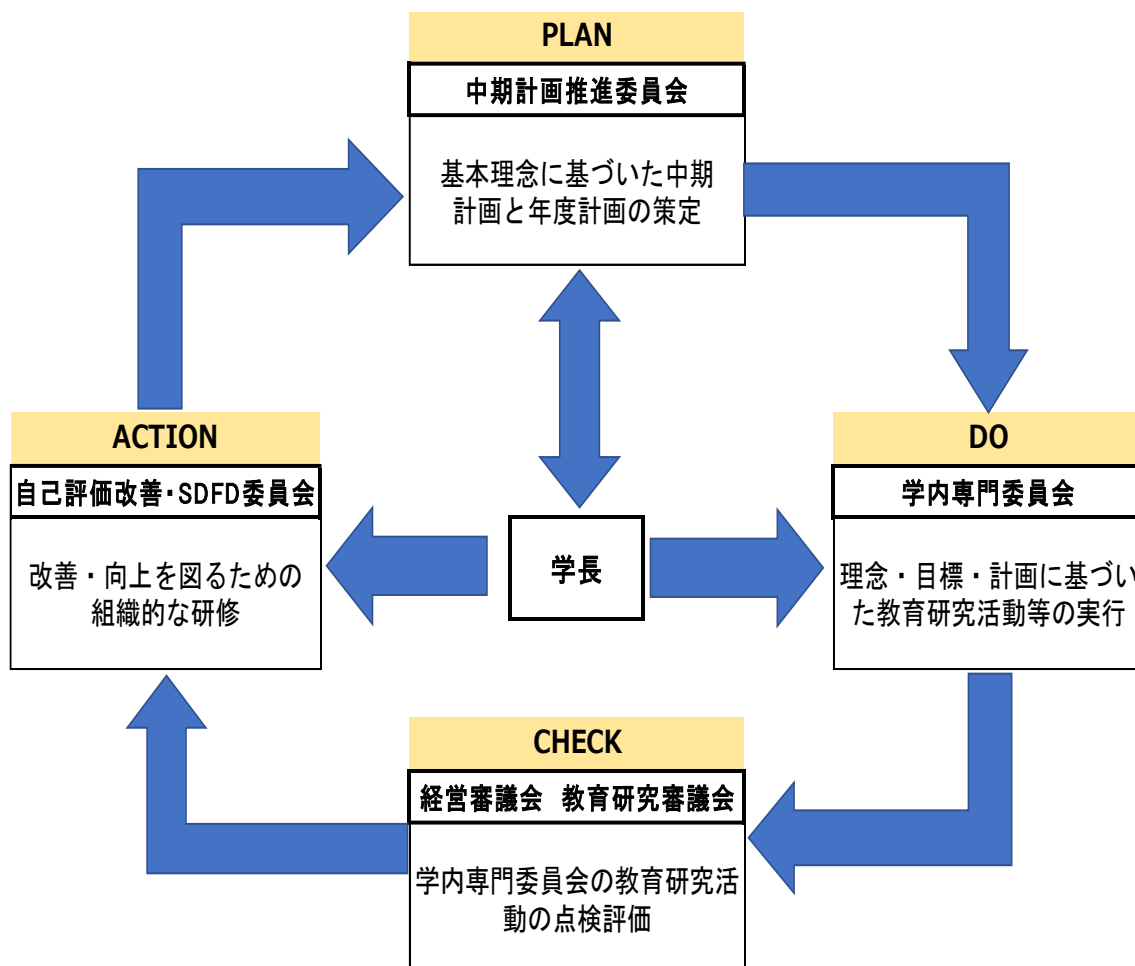 PLAN
中期計画推進委員会
基本理念に基づいた中期
計画と年度計画の策定
ACTION
自己評価改善・SDFD委員会
改善・向上を図るための
組織的な研修
学長
DO
学内専門委員会
理念・目標・計画に基づい
た教育研究活動等の実行
CHECK
経営審議会 教育研究審議会
学内専門委員会の教育研究活
動の点検評価